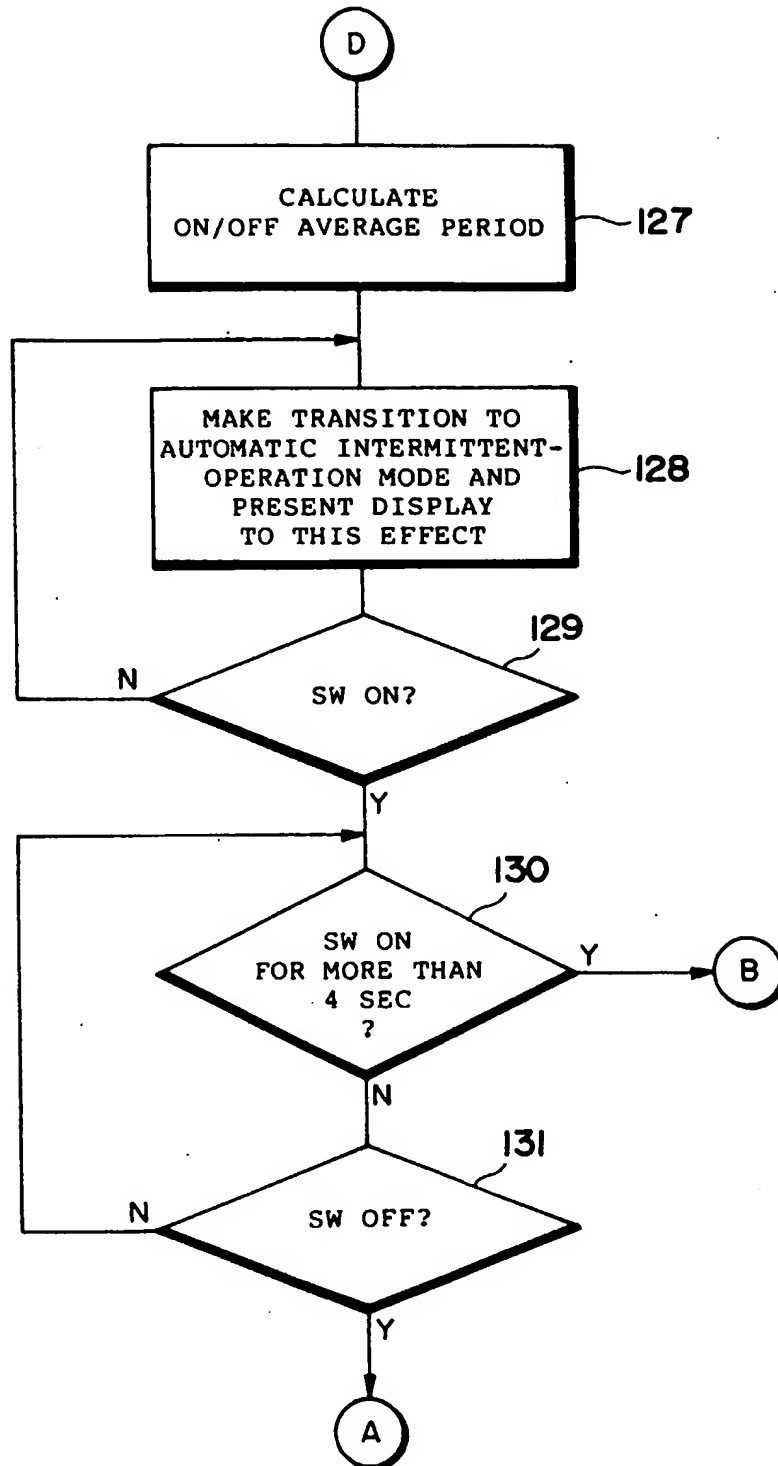 D
CALCULATE
ON/OFF AVERAGE PERIOD
127
MAKE TRANSITION TO
AUTOMATIC INTERMITTENT-
OPERATION MODE AND
PRESENT DISPLAY
TO THIS EFFECT
128
129
N
SW ON?
Y
130
SW ON
FOR MORE THAN
4 SEC
?
Y
B
N
131
N
SW OFF?
Y
A